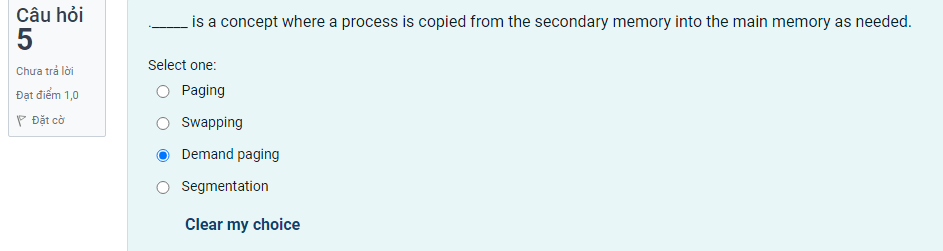 Câu hỏi
5
Chưa trả lời
Đạt điểm 1,0
Đặt cờ
._____ is a concept where a process is copied from the secondary memory into the main memory as needed.
Select one:
Paging
Swapping
Demand paging
Segmentation
Clear my choice